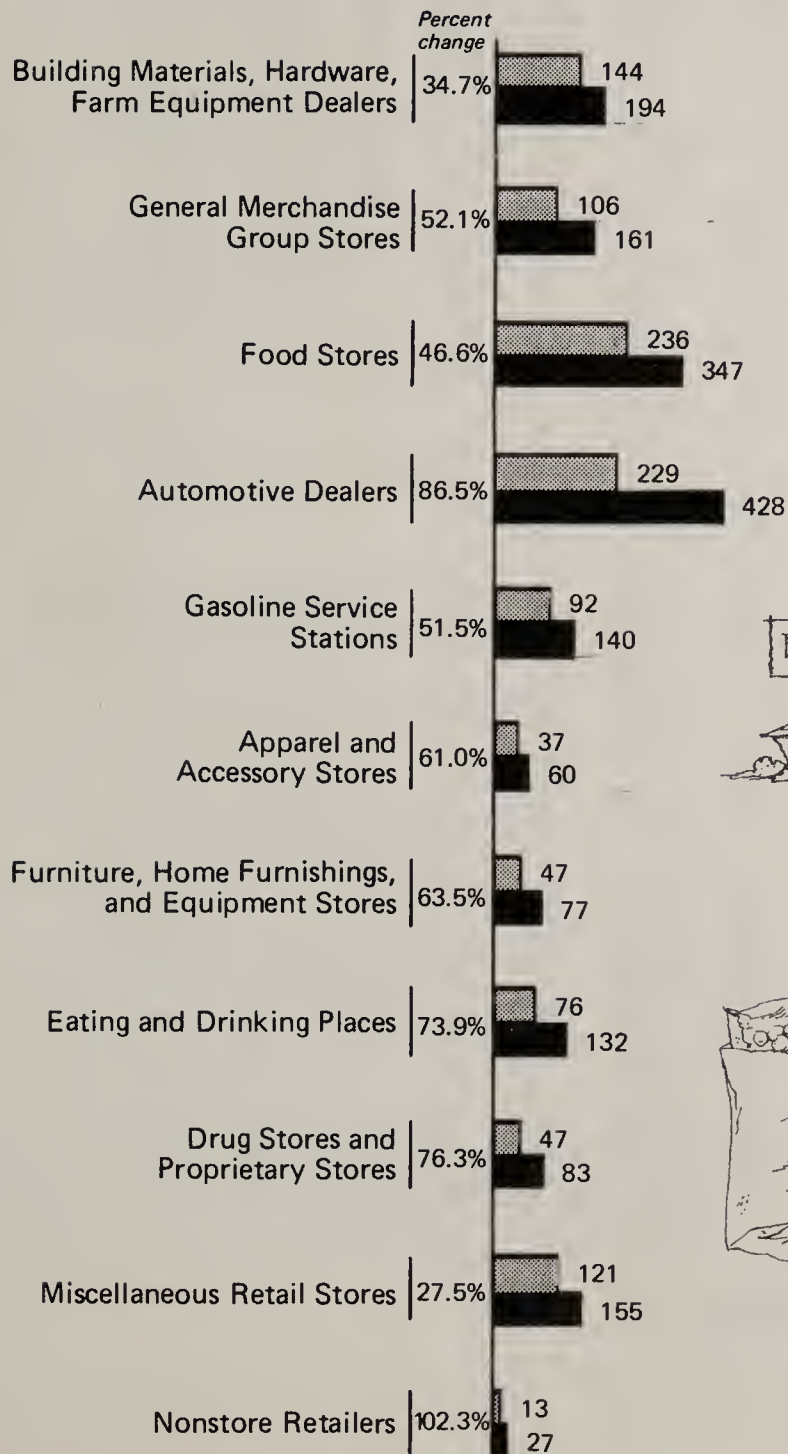 Percent
change
Building Materials, Hardware,
Farm Equipment Dealers
34.7%
144
194
General Merchandise
Group Stores
52.1%
106
161
Food Stores
46.6%
236
347
Automotive Dealers
86.5%
229
428
Gasoline Service
Stations
51.5%
92
140
Apparel and
Accessory Stores
61.0%
37
60
Furniture, Home Furnishings,
and Equipment Stores
63.5%
47
77
Eating and Drinking Places
73.9%
76
132
Drug Stores and
Proprietary Stores
76.3%
47
83
Miscellaneous Retail Stores
27.5%
121
155
Nonstore Retailers
102.3%
13
27